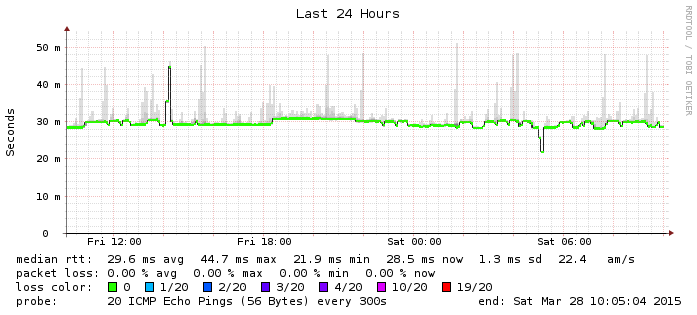 Last 24 Hours
RRDTOOL / TOBI OETIKER
Seconds
50 m
40 m
30 m
20 m
10 m
0
Fri 12:00 Fri 18:00 Sat 00:00 Sat 06:00
median rtt: 29.6 ms avg 44.7 ms max 21.9 ms min 28.5 ms now 1.3 ms sd 22.4 am/s
packet loss: 0.00 % avg 0.00 % max 0.00 % min 0.00 % now
loss color: 0 1/20 2/20 3/20 4/20 10/20 19/20
probe: 20 ICMP Echo Pings (56 Bytes) every 300s end: Sat Mar 28 10:05:04 2015